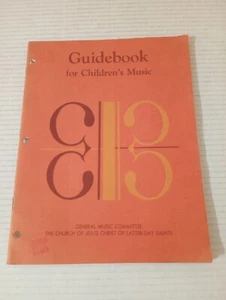 Guidebook
for Children's Music
GENERAL MUSIC COMMITTEE
THE CHURCH OF JESUS CHRIST OF LATTER-DAY SAINTS